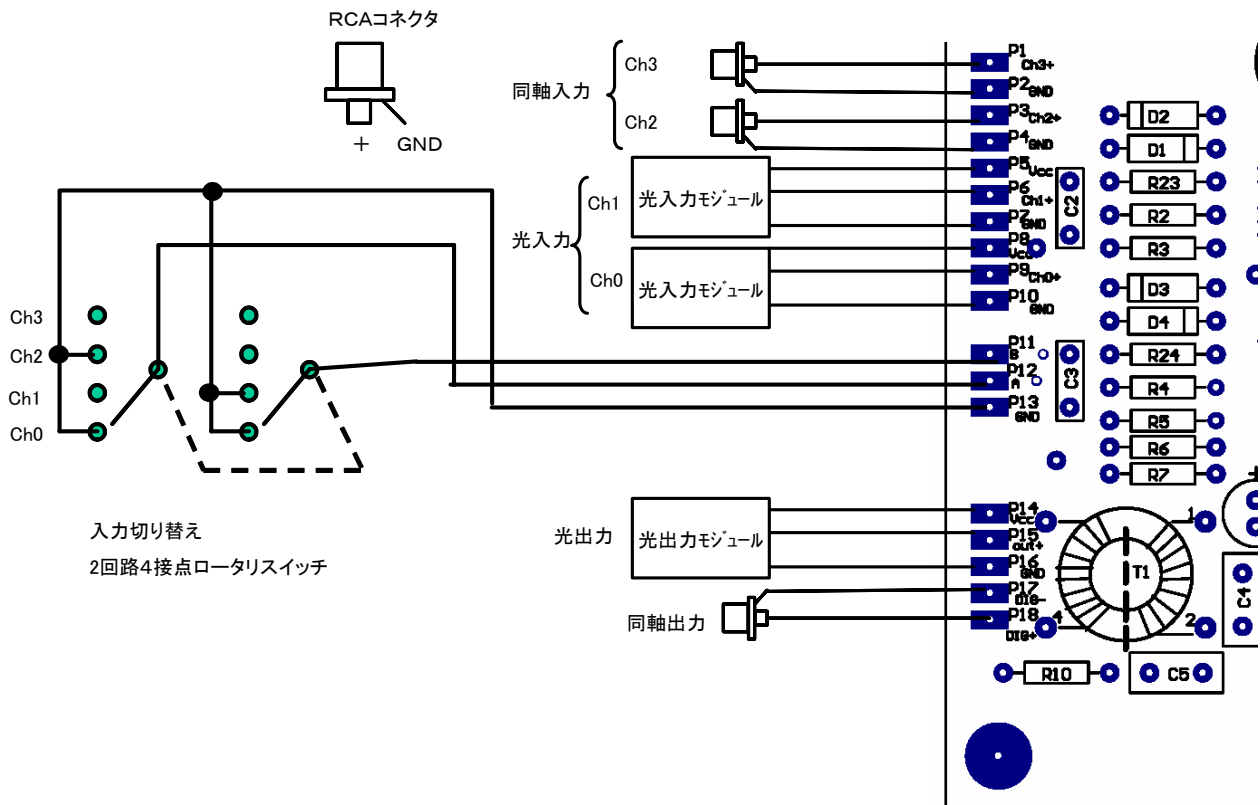 RCAコネクタ
+ GND
同軸入力
Ch3
Ch2
光入力
Ch1
光入力モジュール
Ch0
光入力モジュール
Ch3
Ch2
Ch1
Ch0
入力切り替え
2回路4接点ロータリスイッチ
光出力
光出力モジュール
同軸出力
P1
Ch3+
P2
GND
P3
Ch2+
P4
GND
P5
Vcc
P6
Ch1+
P7
GND
P8
Vcc
P9
Ch0+
P10
GND
P11
B
P12
A
P13
GND
P14
Vcc
P15
out+
P16
GND
P17
DIG-
P18
DIG+
C2
C3
D2
D1
R23
R2
R3
D3
D4
R24
R4
R5
R6
R7
+
1
T1
4
2
C4
R10
C5